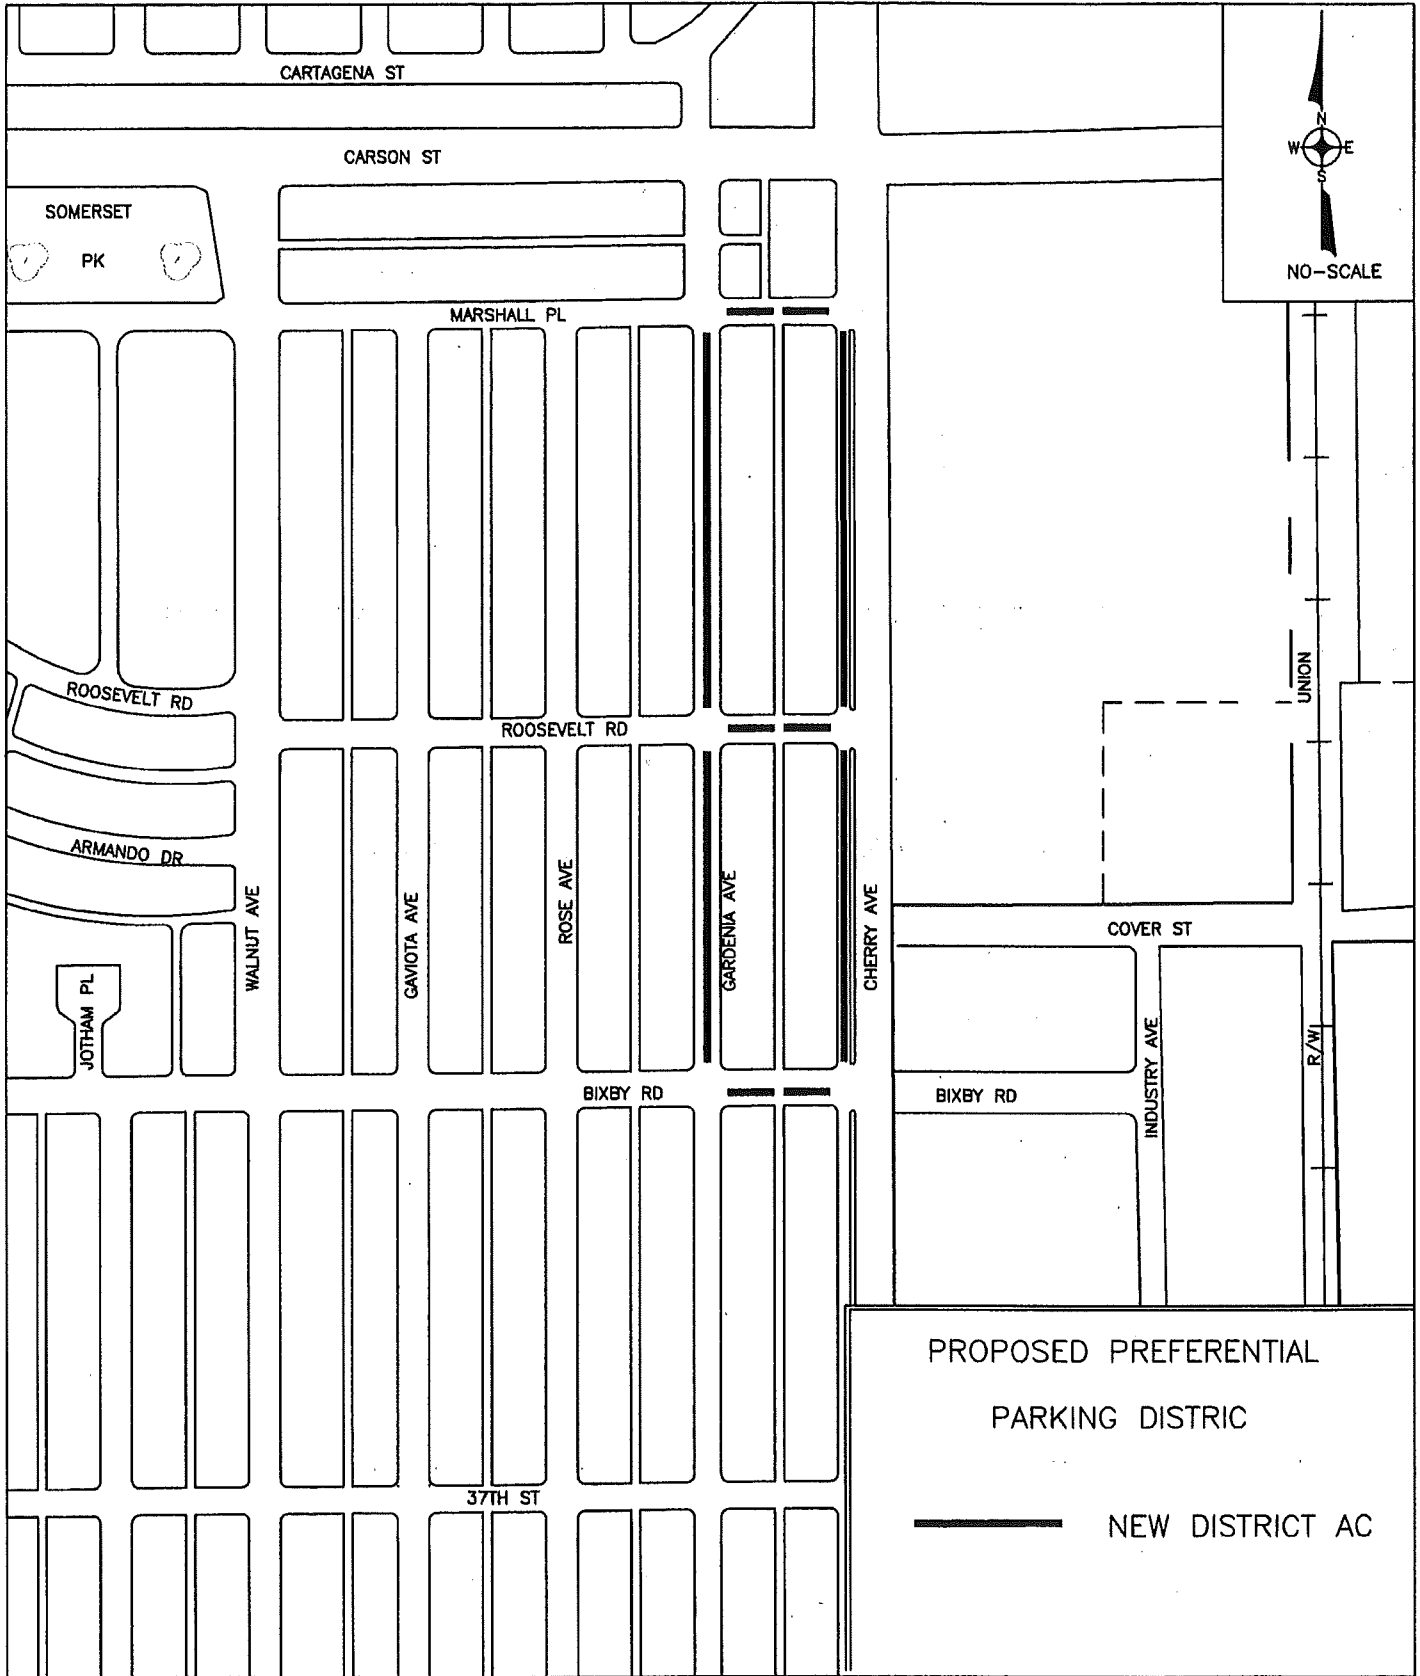 CARTAGENA ST
CARSON ST
N
W E
S
NO-SCALE
SOMERSET
PK
MARSHALL PL
ROOSEVELT RD
ROOSEVELT RD
UNION
ARMANDO DR
WALNUT AVE
GAVIOTA AVE
ROSE AVE
GARDENIA AVE
CHERRY AVE
COVER ST
JOTHAM PL
INDUSTRY AVE
R/W
BIXBY RD
BIXBY RD
37TH ST
PROPOSED PREFERENTIAL
PARKING DISTRIC
NEW DISTRICT AC